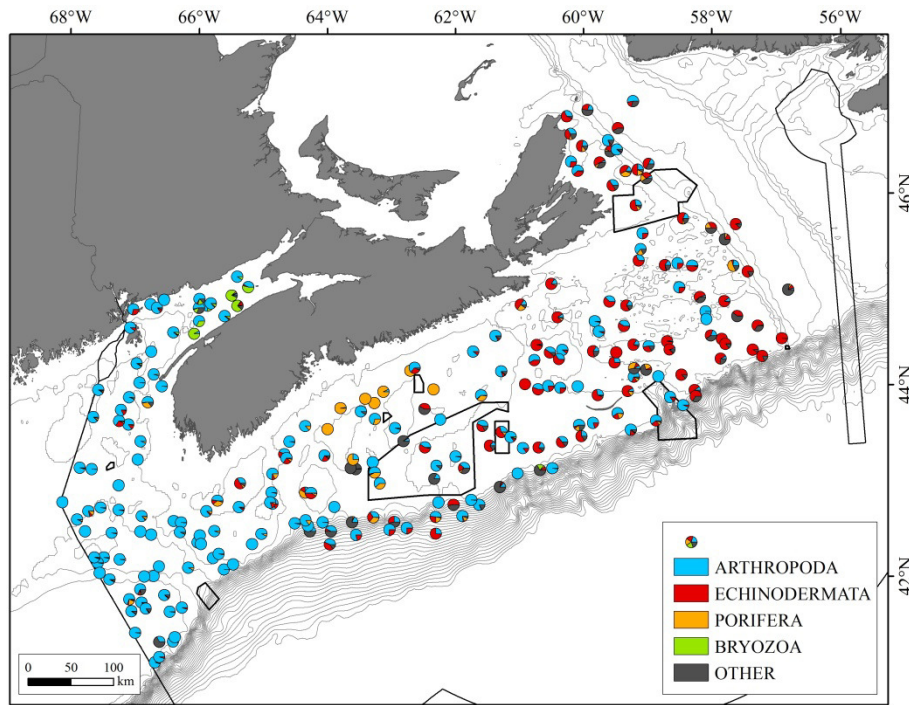 68°W 66°W 64°W 62°W 60°W 58°W 56°W
46°N
44°N
42°N
ARTHROPODA
ECHINODERMATA
PORIFERA
BRYOZOA
OTHER
0 50 100
km